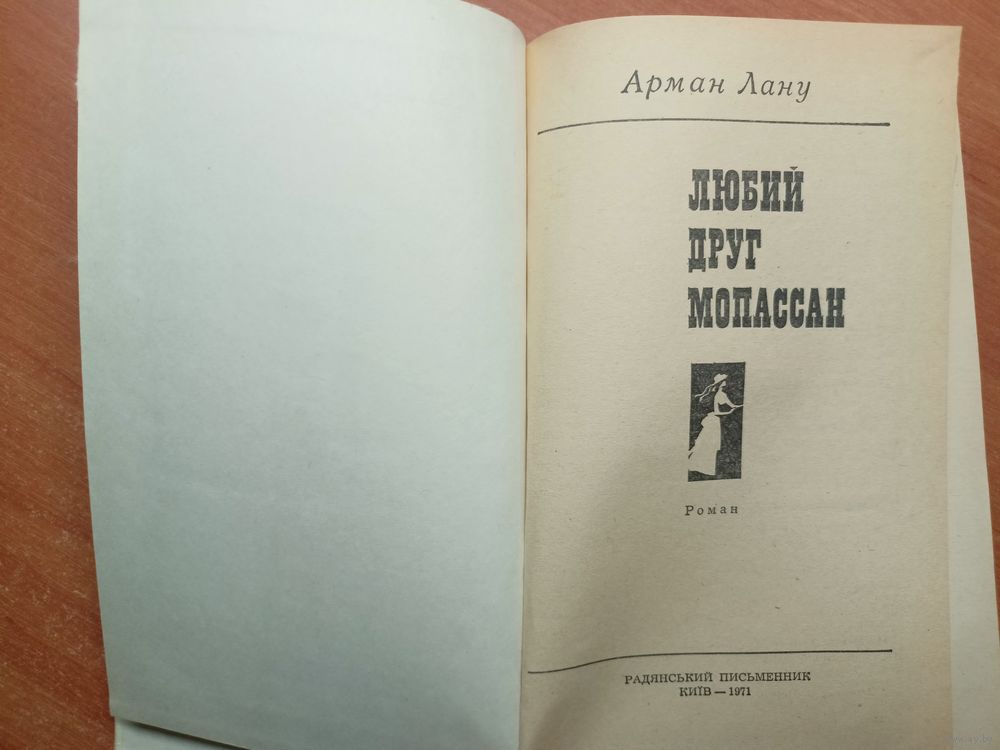 Арман Лану
ЛЮБИЙ
ДРУГ
МОПАССАН
Роман
РАДЯНСЬКИЙ ПИСЬМЕННИК
КИЇВ — 1971